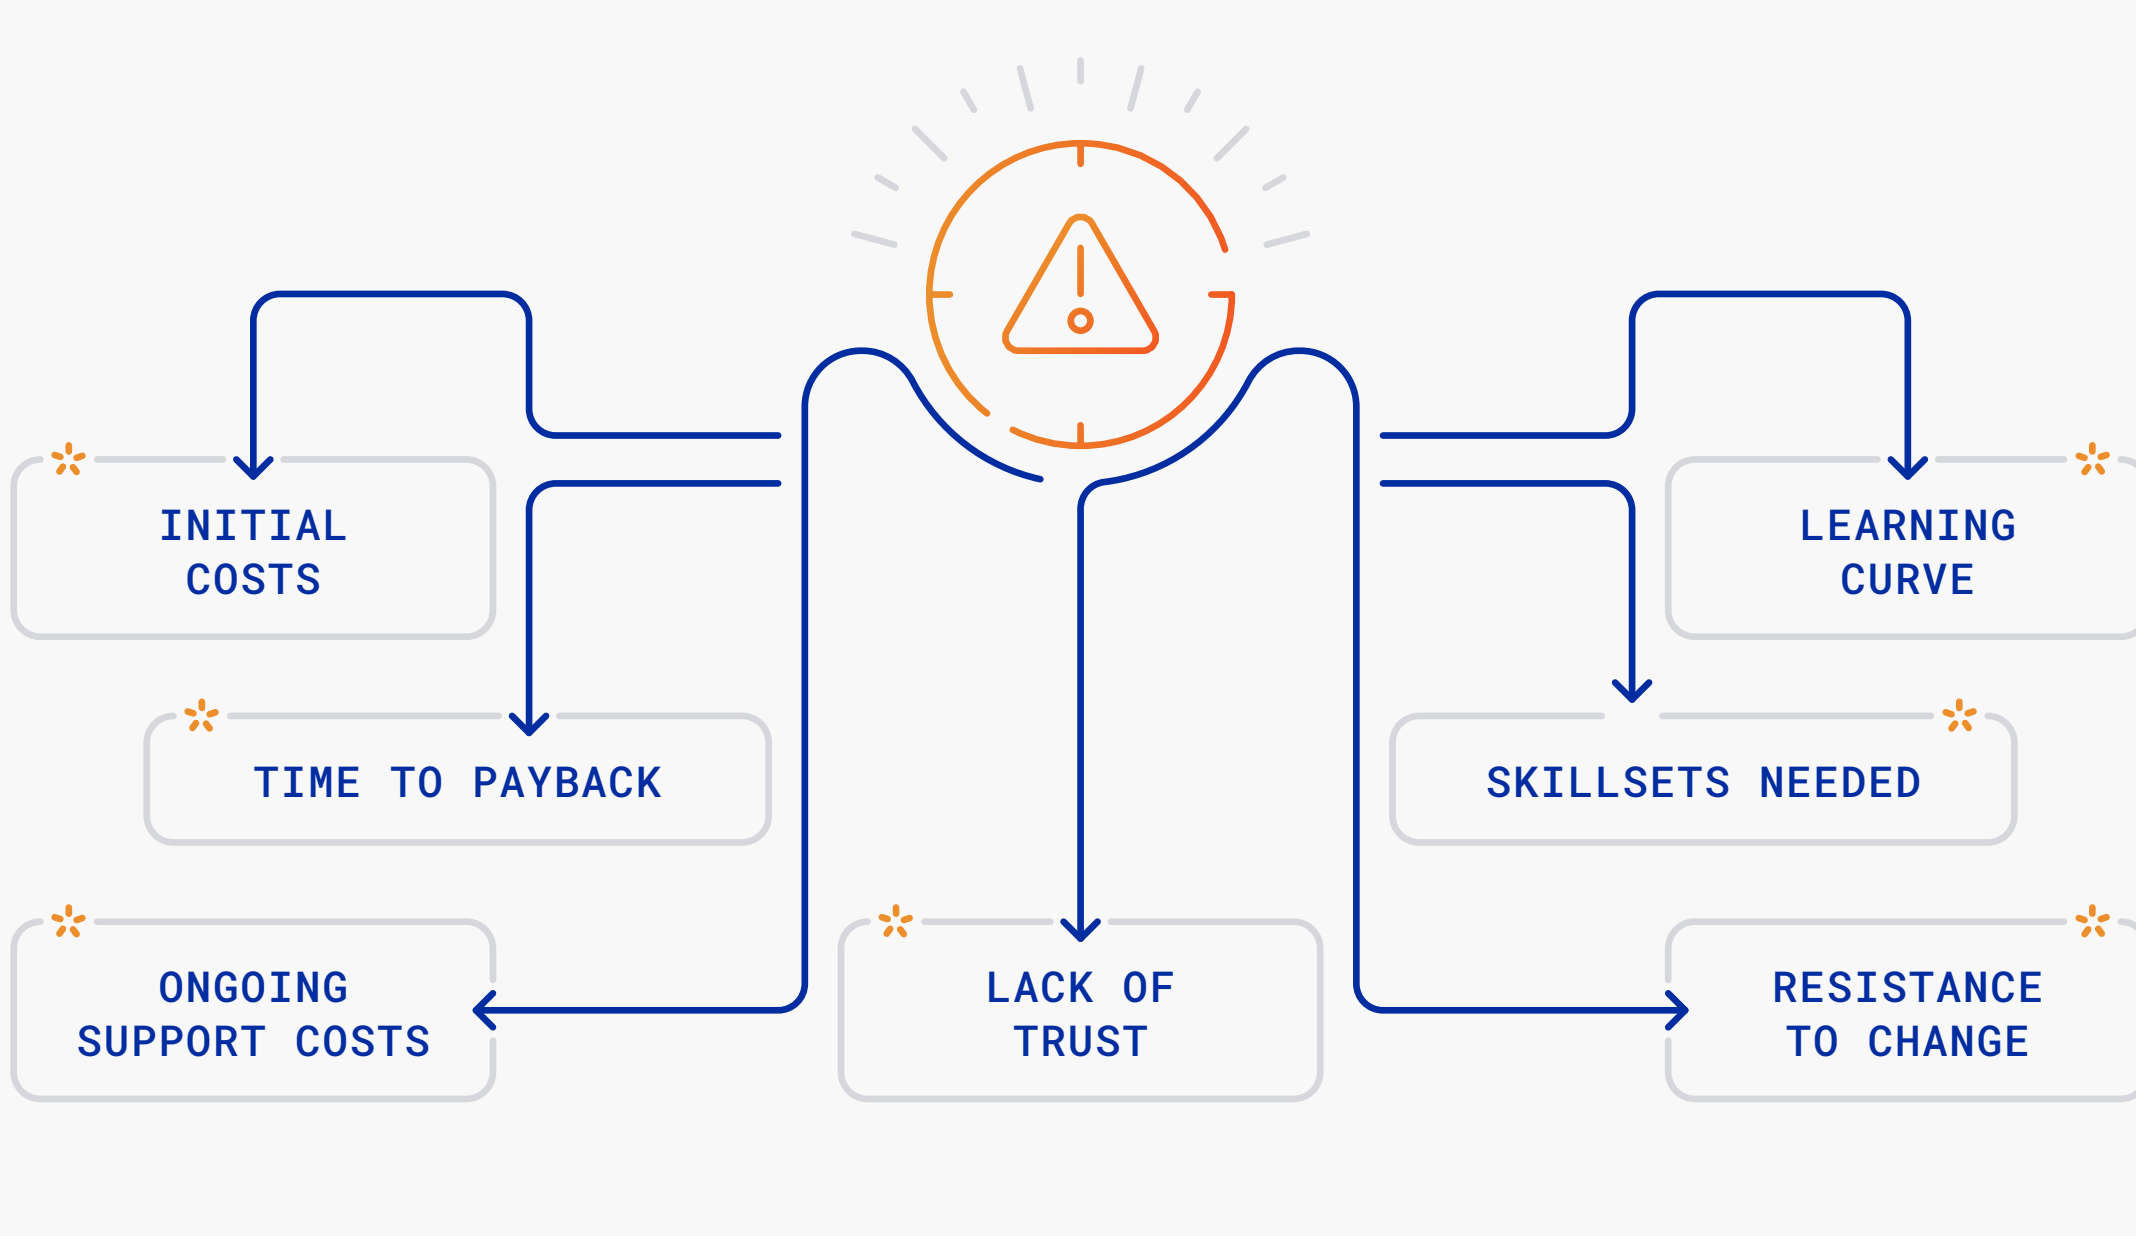 INITIAL
COSTS
LEARNING
CURVE
TIME TO PAYBACK
SKILLSETS NEEDED
ONGOING
SUPPORT COSTS
LACK OF
TRUST
RESISTANCE
TO CHANGE